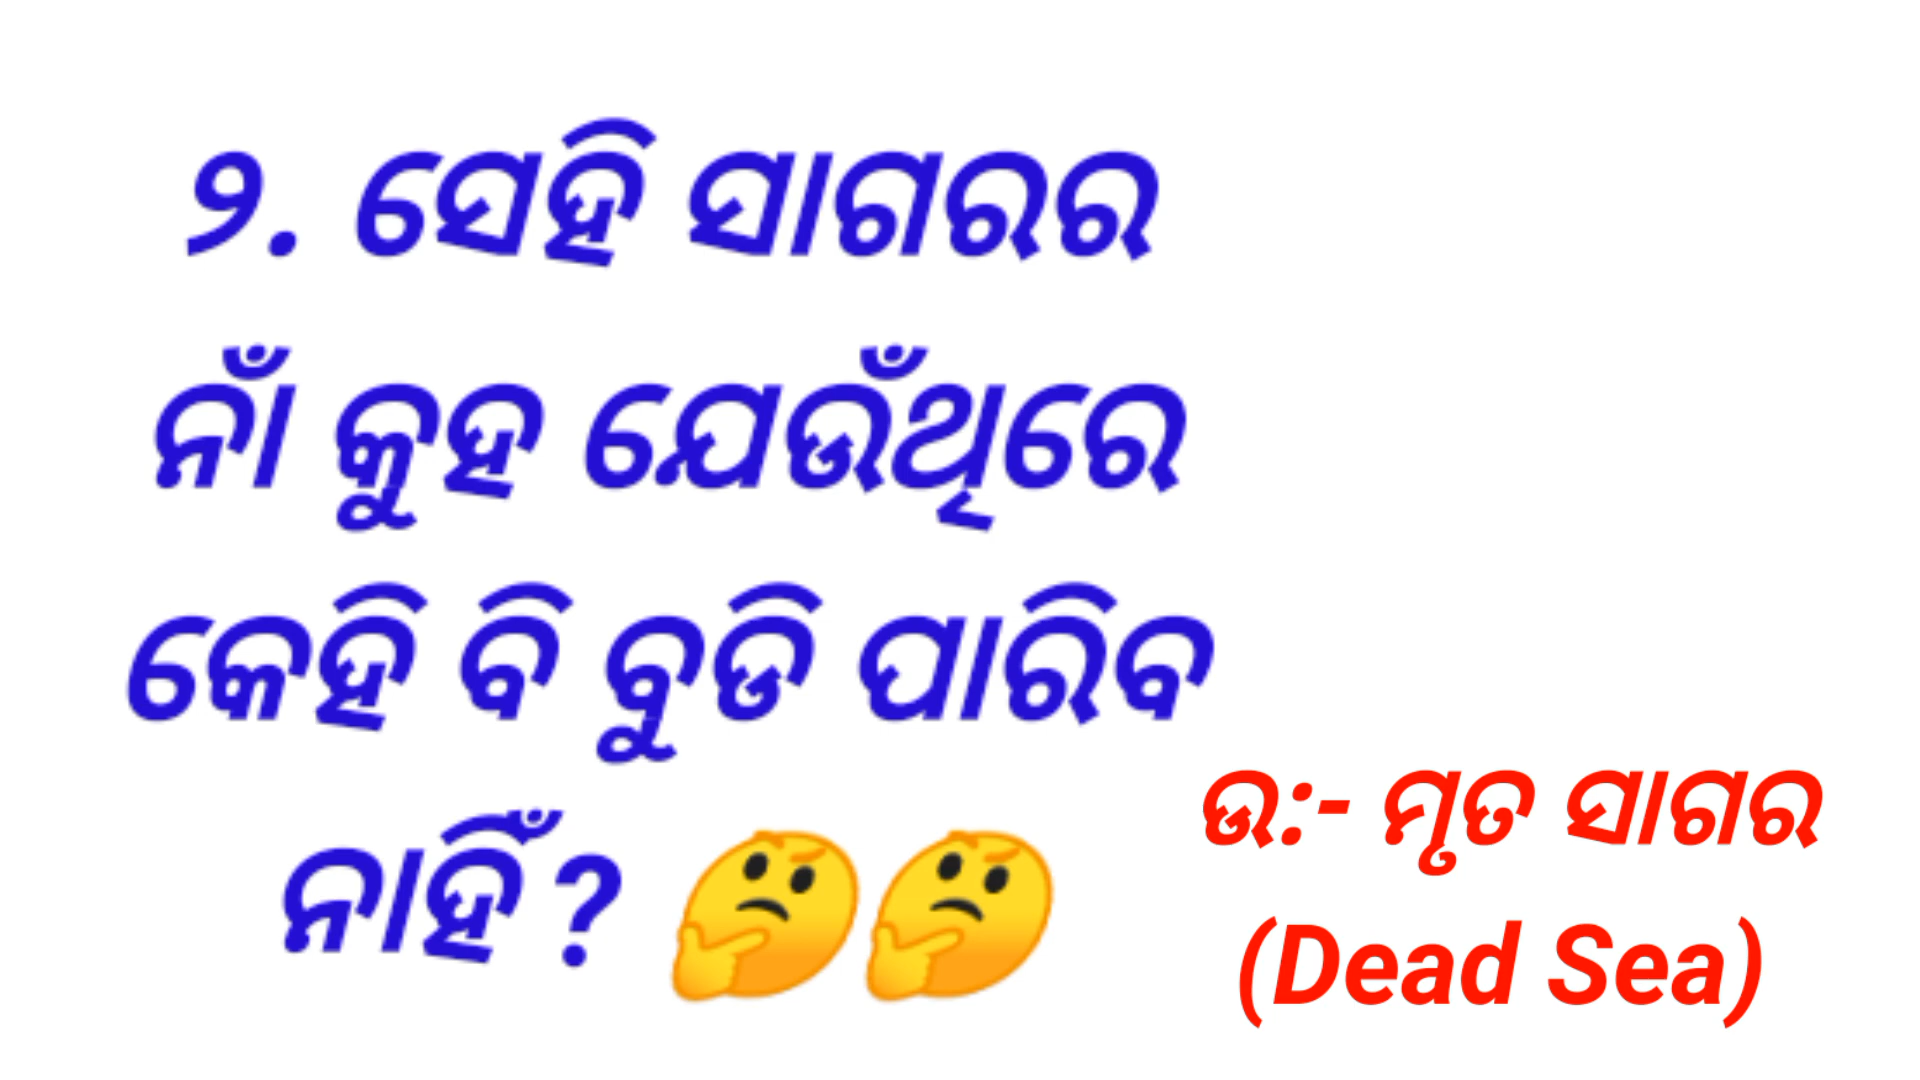 ୨. ସେହି ସାଗରର
ନାଁ କୁହ ଯେଉଁଥିରେ
କେହି ବି ବୁଡି ପାରିବ
ନାହିଁ ? 🤔🤔
ଉ:- ମୃତ ସାଗର
(Dead Sea)